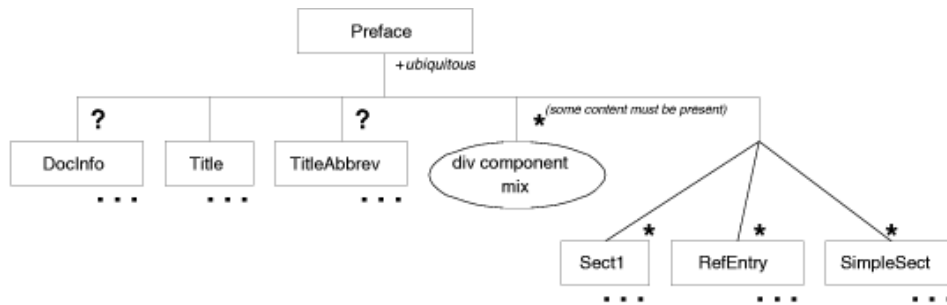 Preface
+ubiquitous
? ? * (some content must be present)
DocInfo Title TitleAbbrev div component
mix
... ... ...
* * *
Sect1 RefEntry SimpleSect
... ... ...